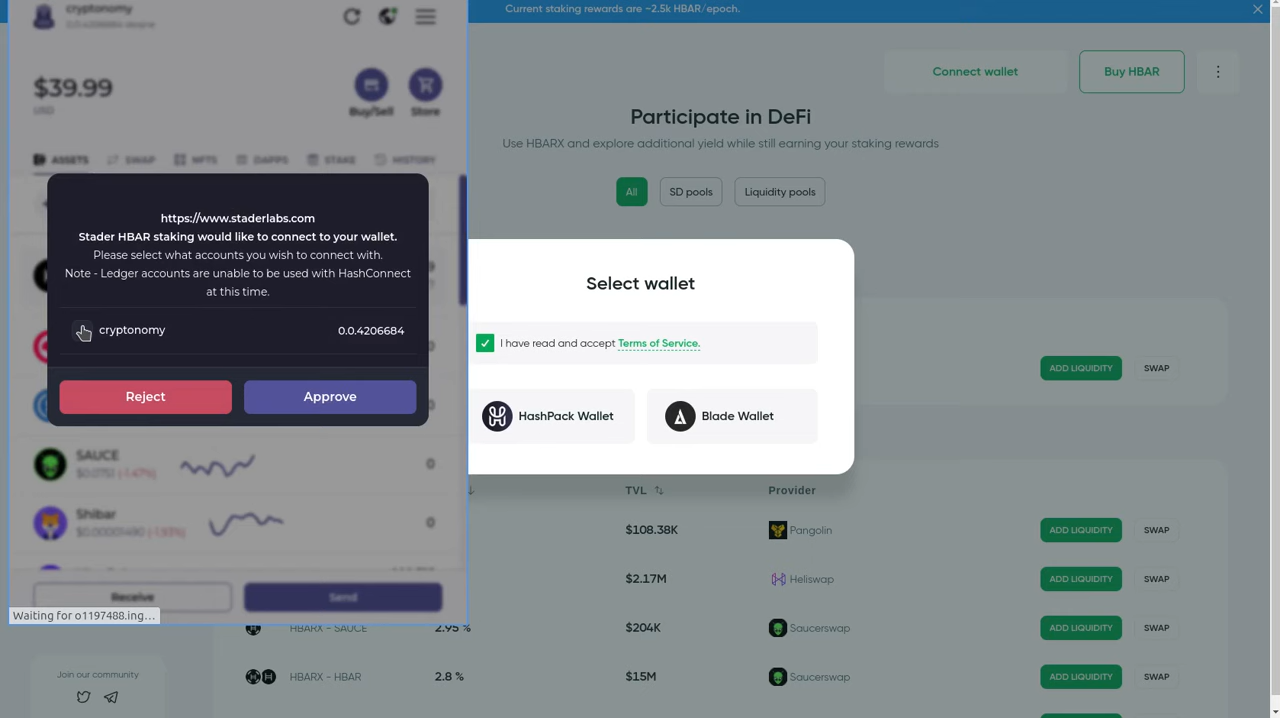 Current staking rewards are ~2.5k HBAR/epoch.
cryptonomy
$39.99
USD
Buy/Sell
Store
ASSETS
SWAP
NFTS
DAPPS
STAKE
HISTORY
https://www.staderlabs.com
Stader HBAR staking would like to connect to your wallet.
Please select what accounts you wish to connect with.
Note - Ledger accounts are unable to be used with HashConnect
at this time.
cryptonomy 0.0.4206684
Reject
Approve
SAUCE
0
Shibar
0
Receive
Send
Waiting for o1197488.ing...
Connect wallet
Buy HBAR
Participate in DeFi
Use HBARX and explore additional yield while still earning your staking rewards
All
SD pools
Liquidity pools
Select wallet
I have read and accept Terms of Service.
HashPack Wallet
Blade Wallet
ADD LIQUIDITY
SWAP
TVL
Provider
$108.38K Pangolin ADD LIQUIDITY SWAP
$2.17M Heliswap ADD LIQUIDITY SWAP
HBARX - SAUCE 2.95 % $204K Saucerswap ADD LIQUIDITY SWAP
HBARX - HBAR 2.8 % $15M Saucerswap ADD LIQUIDITY SWAP
Join our community